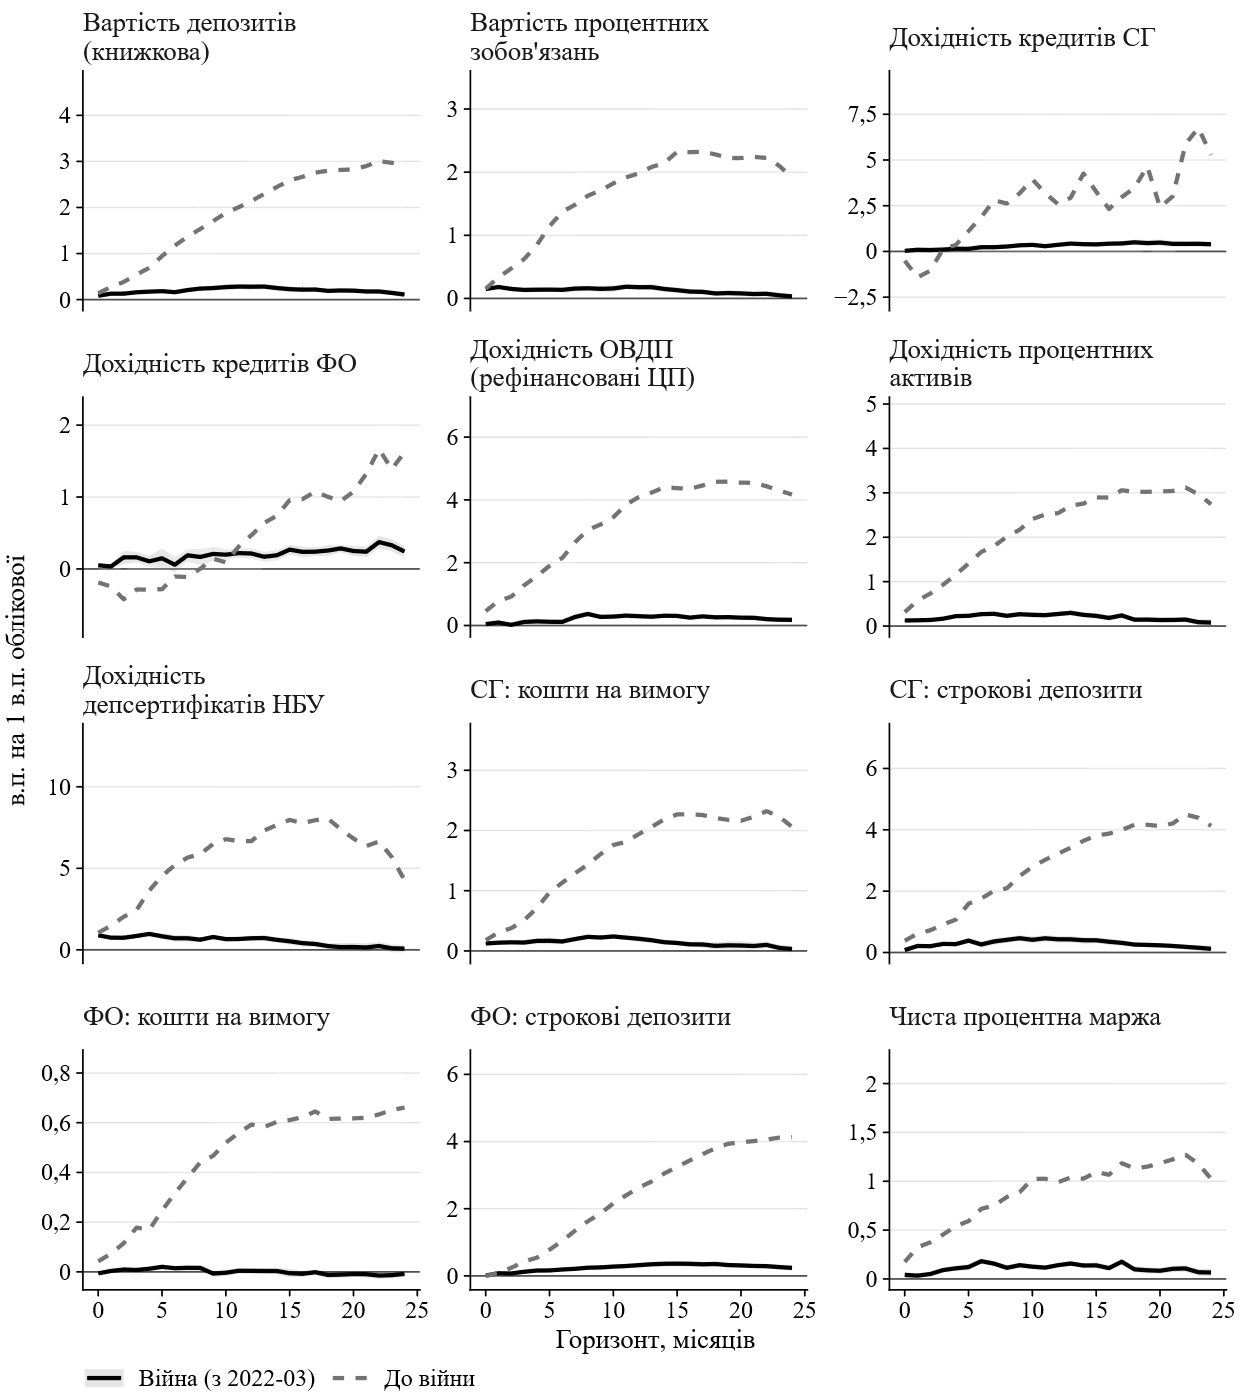 Вартість депозитів
(книжкова)
Вартість процентних
зобов'язань
Дохідність кредитів СГ
4
3
2
1
0
3
2
1
0
7,5
5
2,5
0
−2,5
Дохідність кредитів ФО
Дохідність ОВДП
(рефінансовані ЦП)
Дохідність процентних
активів
2
1
0
6
4
2
0
5
4
3
2
1
0
в.п. на 1 в.п. облікової
Дохідність
депсертифікатів НБУ
СГ: кошти на вимогу
СГ: строкові депозити
10
5
0
3
2
1
0
6
4
2
0
ФО: кошти на вимогу
ФО: строкові депозити
Чиста процентна маржа
0,8
0,6
0,4
0,2
0
6
4
2
0
2
1,5
1
0,5
0
0 5 10 15 20 25
0 5 10 15 20 25
0 5 10 15 20 25
Горизонт, місяців
Війна (з 2022-03)
До війни